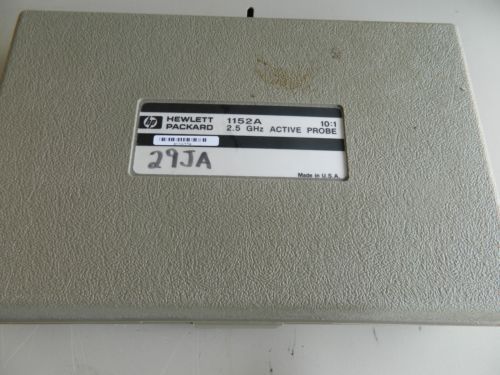 hp HEWLETT 1152A 10:1
PACKARD 2.5 GHz ACTIVE PROBE
29JA
Made in U.S.A.